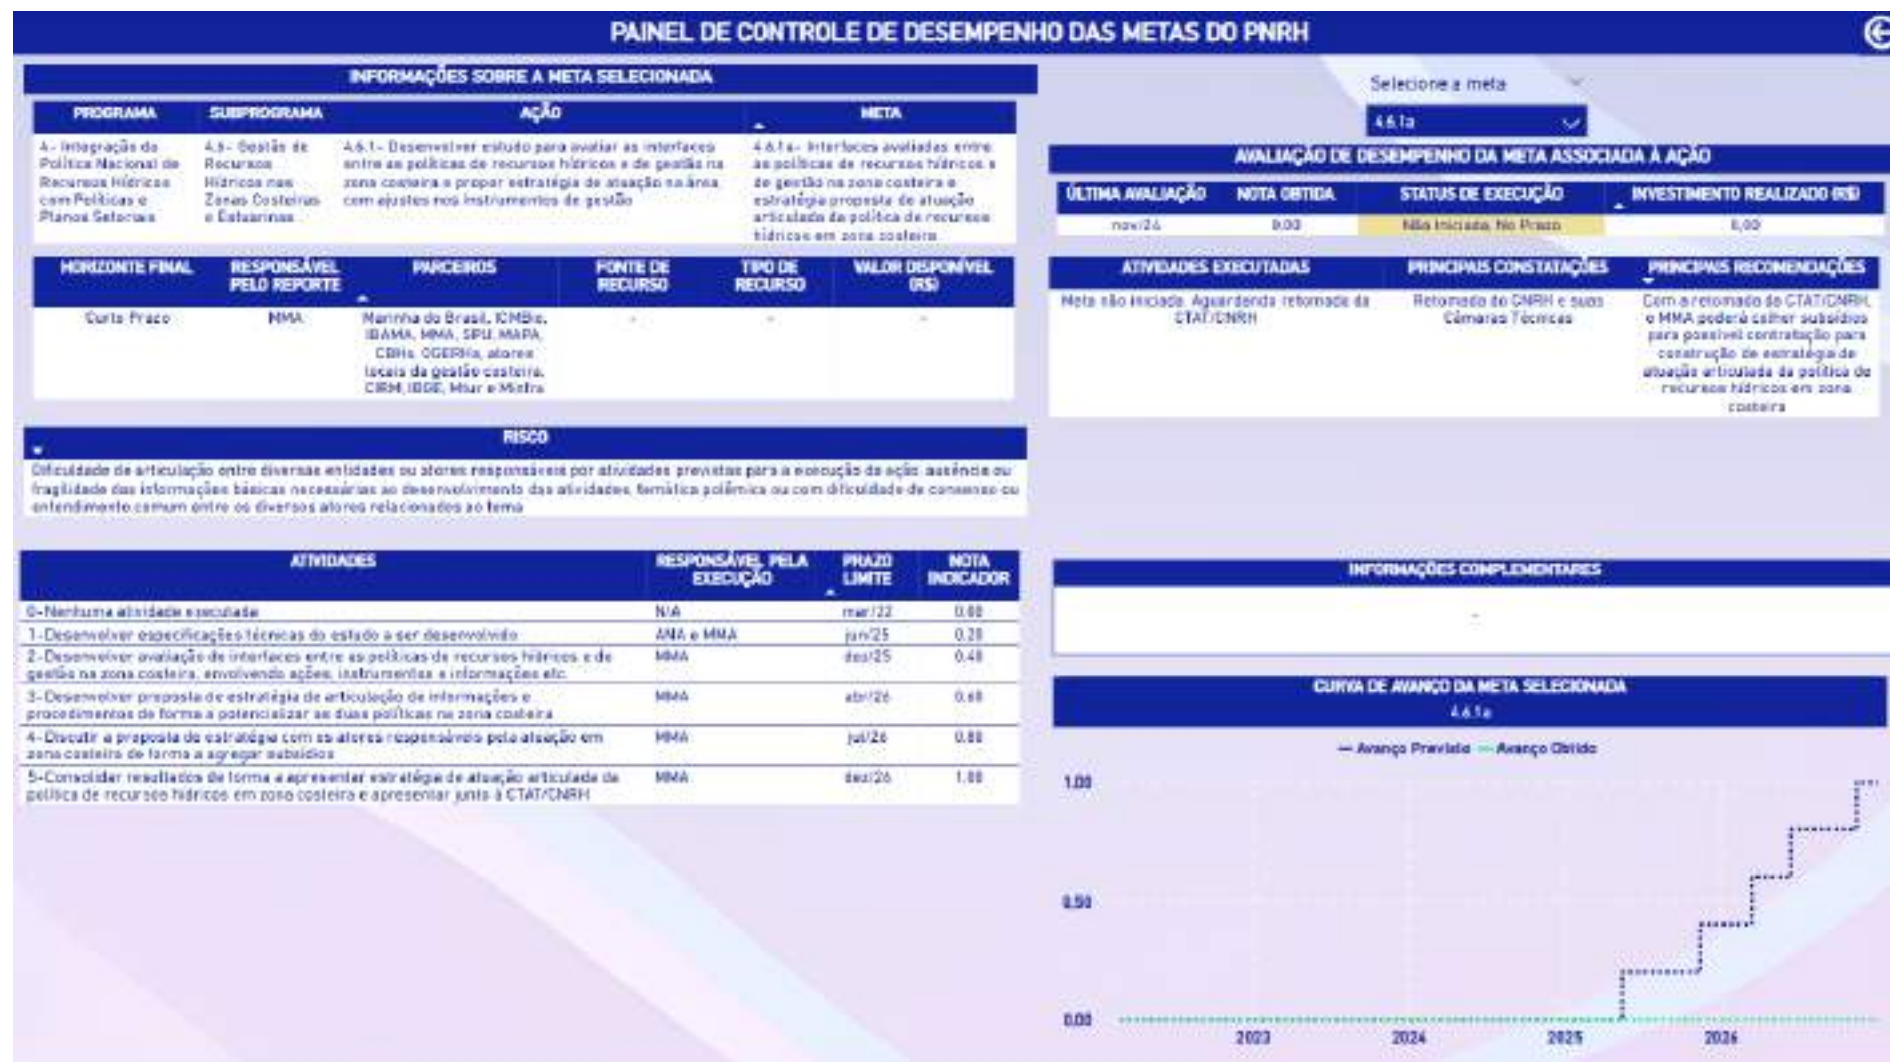 PAINEL DE CONTROLE DE DESEMPENHO DAS METAS DO PNRH
INFORMAÇÕES SOBRE A META SELECIONADA
PROGRAMA
SUBPROGRAMA
AÇÃO
META
4- Integração da
Política Nacional de
Recursos Hídricos
com Políticas e
Planos Setoriais
4.6- Gestão de
Recursos
Hídricos nas
Zonas Costeiras
e Estuarinas
4.6.1- Desenvolver estudo para avaliar as interfaces
entre as políticas de recursos hídricos e de gestão na
zona costeira e propor estratégia de atuação na área,
com ajustes nos instrumentos de gestão
4.6.1a- Interfaces avaliadas entre
as políticas de recursos hídricos e
de gestão na zona costeira e
estratégia proposta de atuação
articulada da política de recursos
hídricos em zona costeira
HORIZONTE FINAL
RESPONSÁVEL
PELO REPORTE
PARCEIROS
FONTE DE
RECURSO
TIPO DE
RECURSO
VALOR DISPONÍVEL
(R$)
Curto Prazo
MMA
Marinha do Brasil, ICMBio,
IBAMA, MMA, SPU, MAPA,
CBHs, OGERHs, atores
locais da gestão costeira,
CIRM, IBGE, Mtur e Minfra
-
-
-
RISCO
Dificuldade de articulação entre diversas entidades ou atores responsáveis por atividades previstas para a execução da ação, ausência ou
fragilidade das informações básicas necessárias ao desenvolvimento das atividades, temática polêmica ou com dificuldade de consenso ou
entendimento comum entre os diversos atores relacionados ao tema
ATIVIDADES
RESPONSÁVEL PELA
EXECUÇÃO
PRAZO
LIMITE
NOTA
INDICADOR
0-Nenhuma atividade executada
N/A
mar/22
0.00
1-Desenvolver especificações técnicas do estudo a ser desenvolvido
ANA e MMA
jun/25
0.20
2-Desenvolver avaliação de interfaces entre as políticas de recursos hídricos e de
gestão na zona costeira, envolvendo ações, instrumentos e informações etc.
MMA
dez/25
0.40
3-Desenvolver proposta de estratégia de articulação de informações e
procedimentos de forma a potencializar as duas políticas na zona costeira
MMA
abr/26
0.60
4-Discutir a proposta de estratégia com os atores responsáveis pela atuação em
zona costeira de forma a agregar subsídios
MMA
jul/26
0.80
5-Consolidar resultados de forma a apresentar estratégia de atuação articulada da
política de recursos hídricos em zona costeira e apresentar junto à CTAT/CNRH
MMA
dez/26
1.00
Selecione a meta
4.6.1a
AVALIAÇÃO DE DESEMPENHO DA META ASSOCIADA À AÇÃO
ÚLTIMA AVALIAÇÃO
NOTA OBTIDA
STATUS DE EXECUÇÃO
INVESTIMENTO REALIZADO (R$)
nov/24
0.00
Não Iniciada, No Prazo
0,00
ATIVIDADES EXECUTADAS
PRINCIPAIS CONSTATAÇÕES
PRINCIPAIS RECOMENDAÇÕES
Meta não iniciada. Aguardando retomada da
CTAT/CNRH
Retomada do CNRH e suas
Câmaras Técnicas
Com a retomada da CTAT/CNRH,
o MMA poderá colher subsídios
para possível contratação para
construção de estratégia de
atuação articulada da política de
recursos hídricos em zona
costeira
INFORMAÇÕES COMPLEMENTARES
-
CURVA DE AVANÇO DA META SELECIONADA
4.6.1a
Avanço Previsto
Avanço Obtido
1.00
0.50
0.00
2023
2024
2025
2026